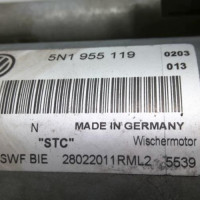 5N1 955 119
0203
013
N
MADE IN GERMANY
"STC"
Wischermotor
SWF BIE
28022011RML2
5539